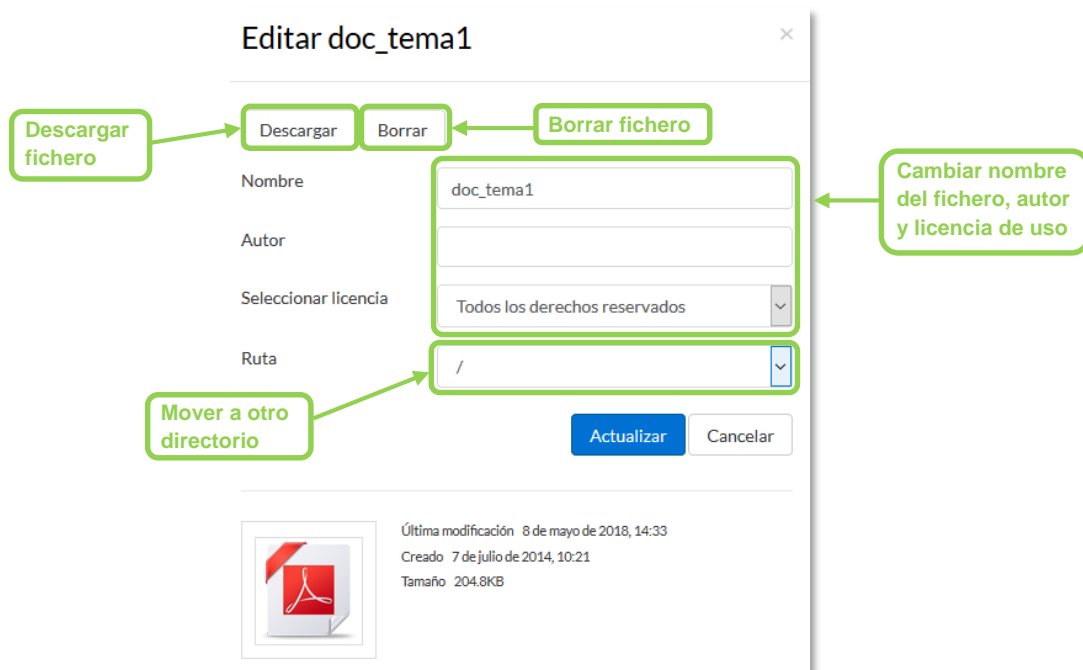 Editar doc_tema1
×
Descargar
fichero
Descargar
Borrar
Borrar fichero
Nombre
doc_tema1
Cambiar nombre
del fichero, autor
y licencia de uso
Autor
Seleccionar licencia
Todos los derechos reservados
Ruta
/
Mover a otro
directorio
Actualizar
Cancelar
Última modificación 8 de mayo de 2018, 14:33
Creado 7 de julio de 2014, 10:21
Tamaño 204.8KB